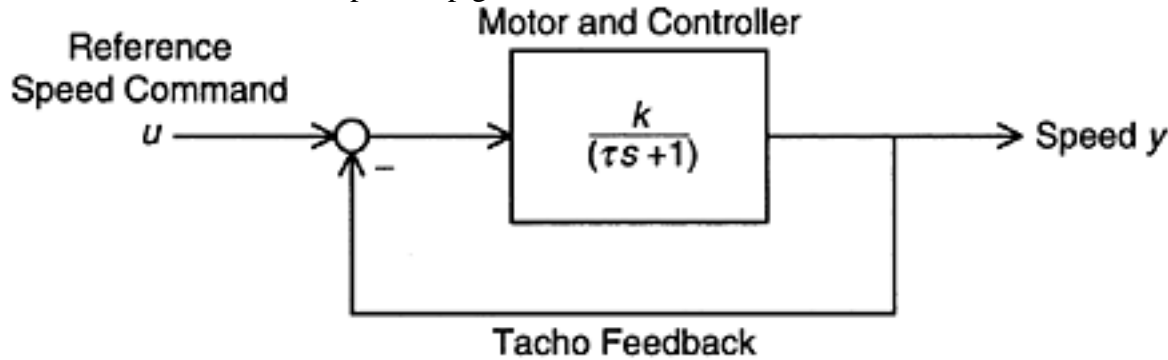 Motor and Controller
Reference
Speed Command
u
k
(τs +1)
Speed y
−
Tacho Feedback